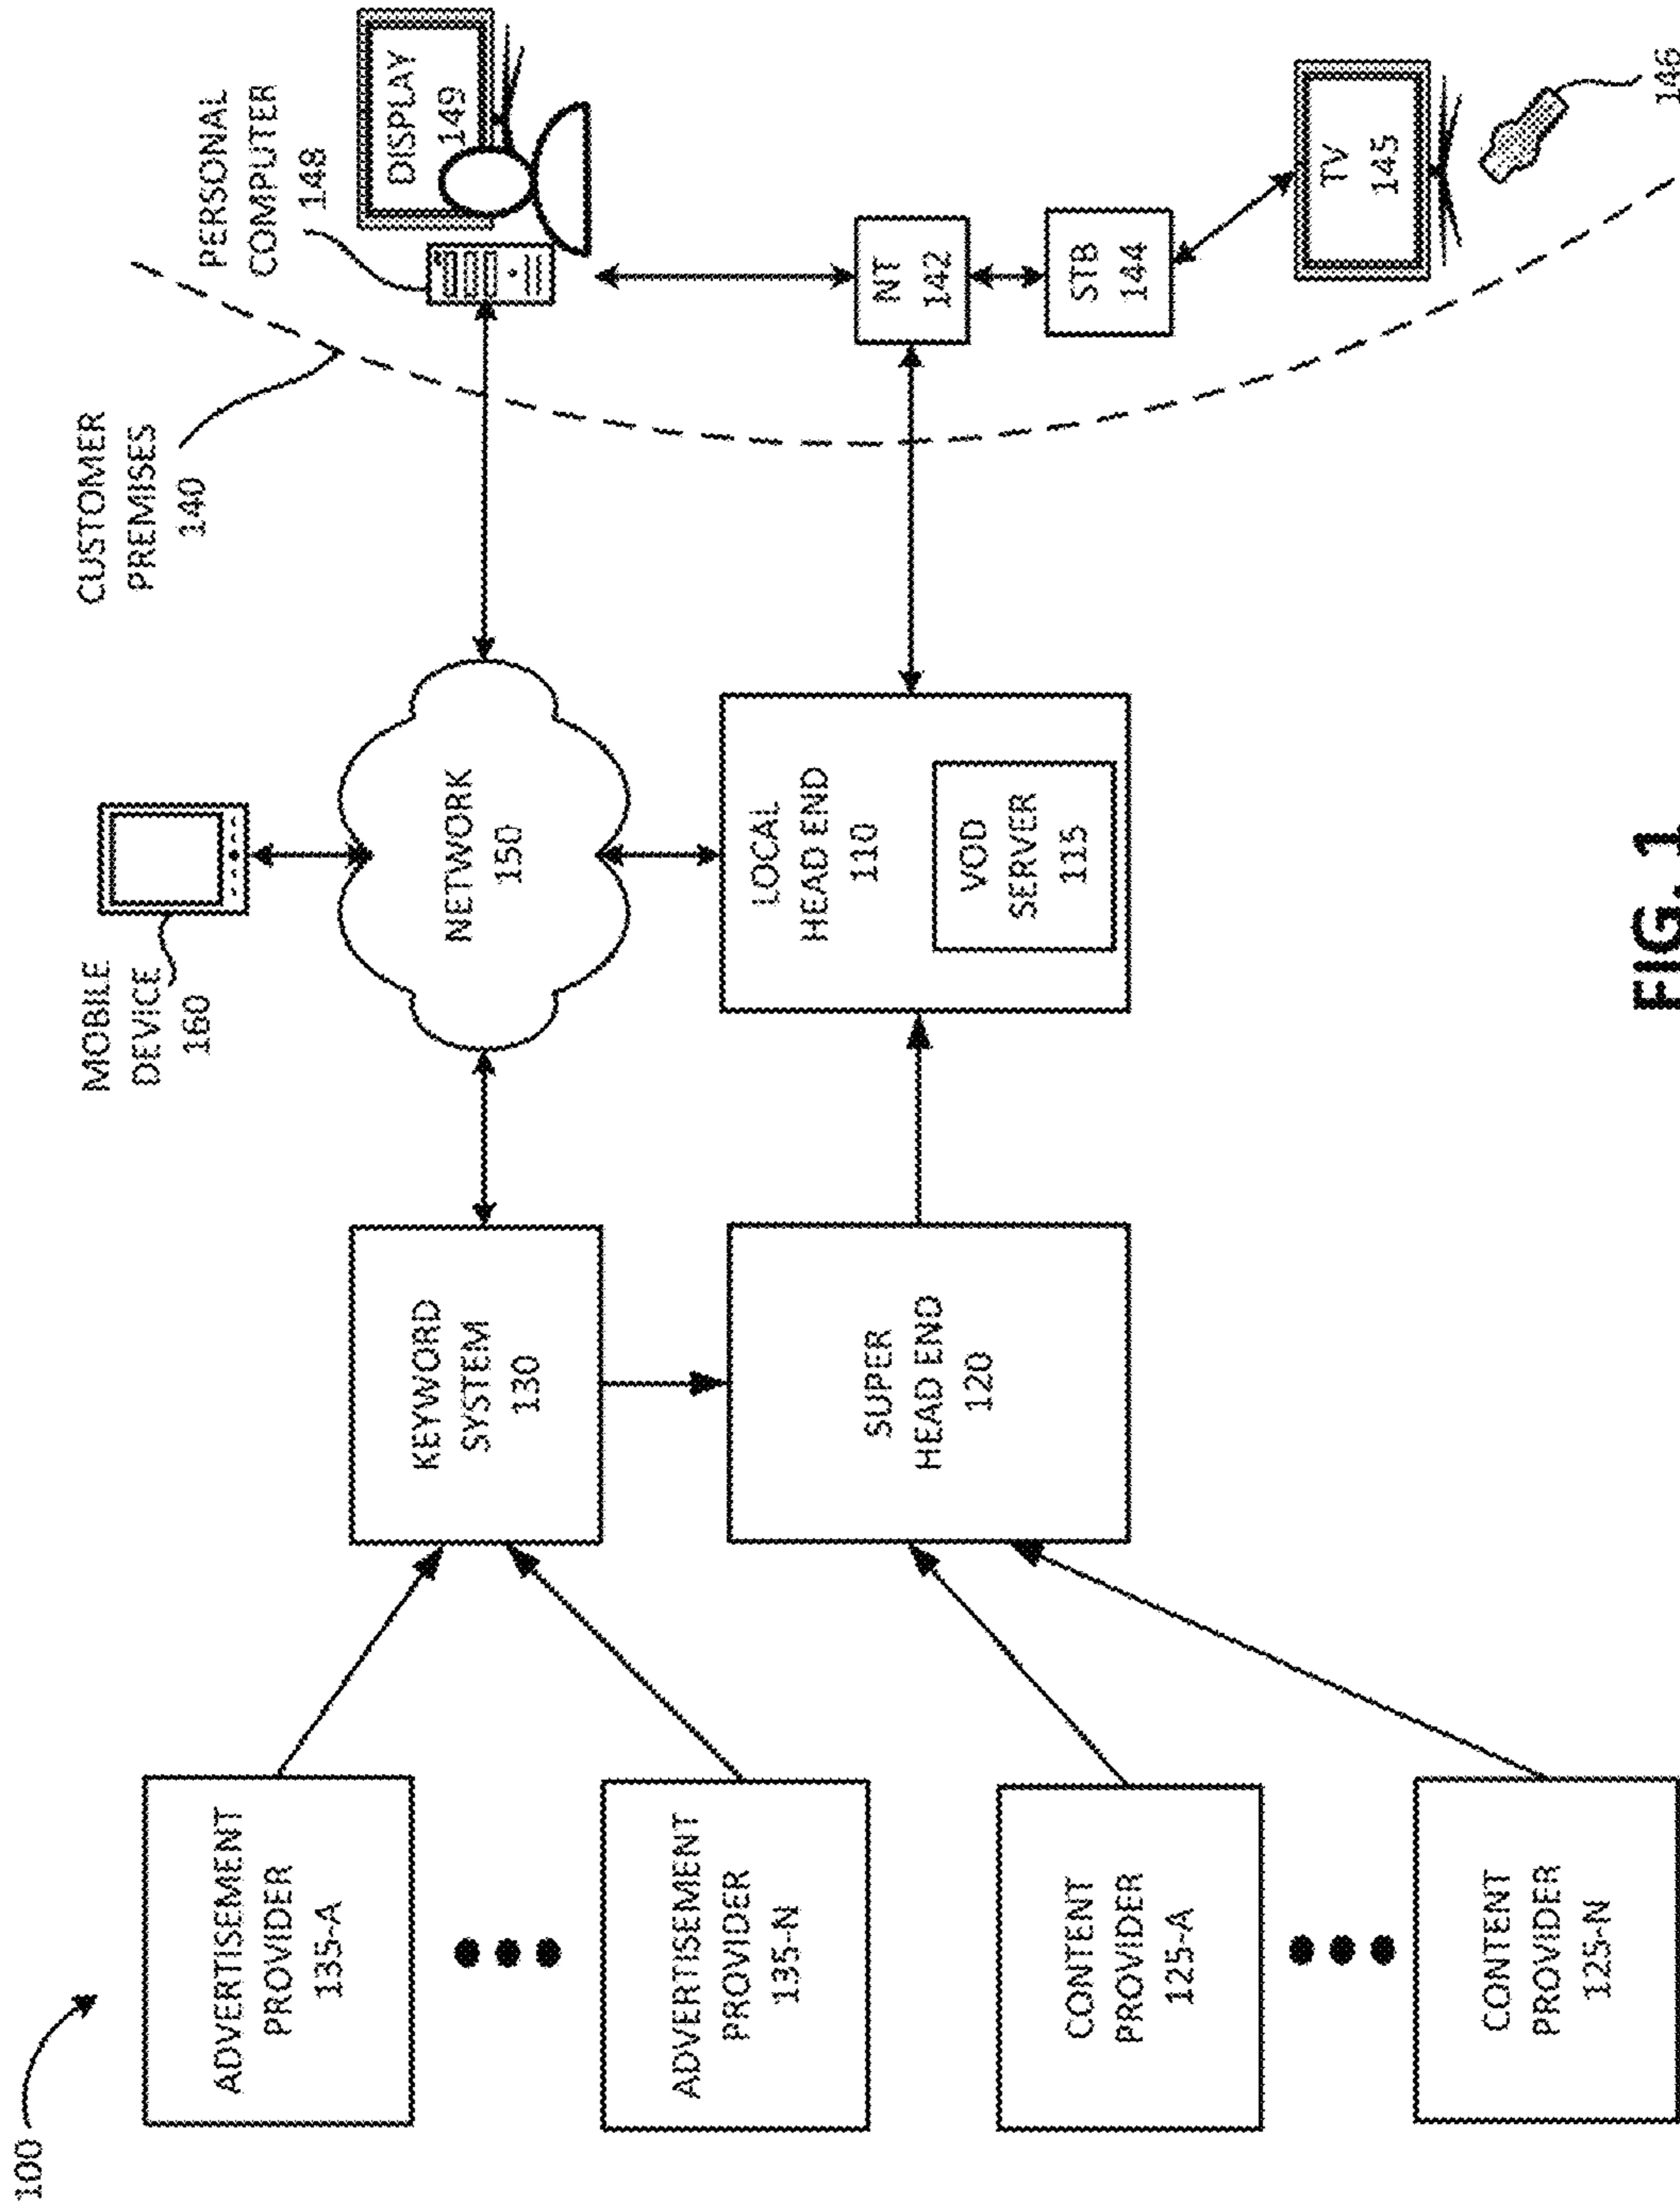 100
ADVERTISEMENT
PROVIDER
135-A
ADVERTISEMENT
PROVIDER
135-N
CONTENT
PROVIDER
125-A
CONTENT
PROVIDER
125-N
KEYWORD
SYSTEM
130
SUPER
HEAD END
120
MOBILE
DEVICE
160
NETWORK
150
LOCAL
HEAD END
110
VOD
SERVER
115
CUSTOMER
PREMISES
140
PERSONAL
COMPUTER
148
DISPLAY
149
NT
142
STB
144
TV
145
146
FIG. 1